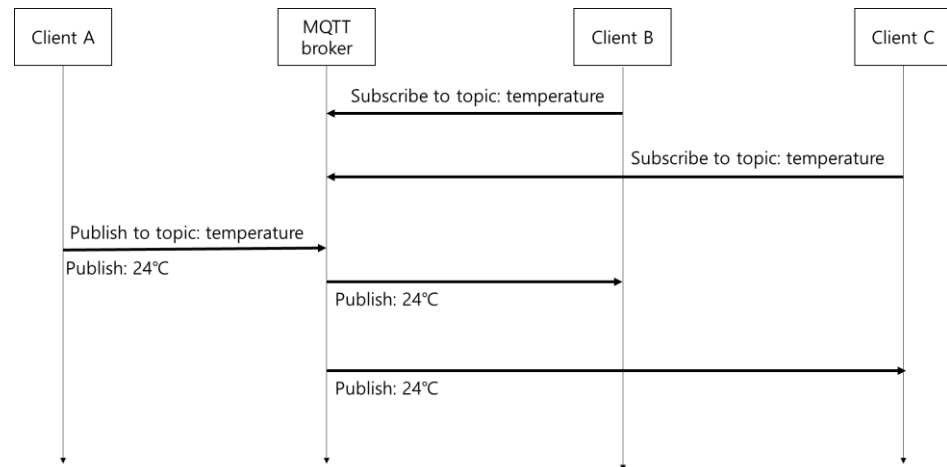 Client A
MQTT
broker
Client B
Client C
Subscribe to topic: temperature
Subscribe to topic: temperature
Publish to topic: temperature
Publish: 24℃
Publish: 24℃
Publish: 24℃